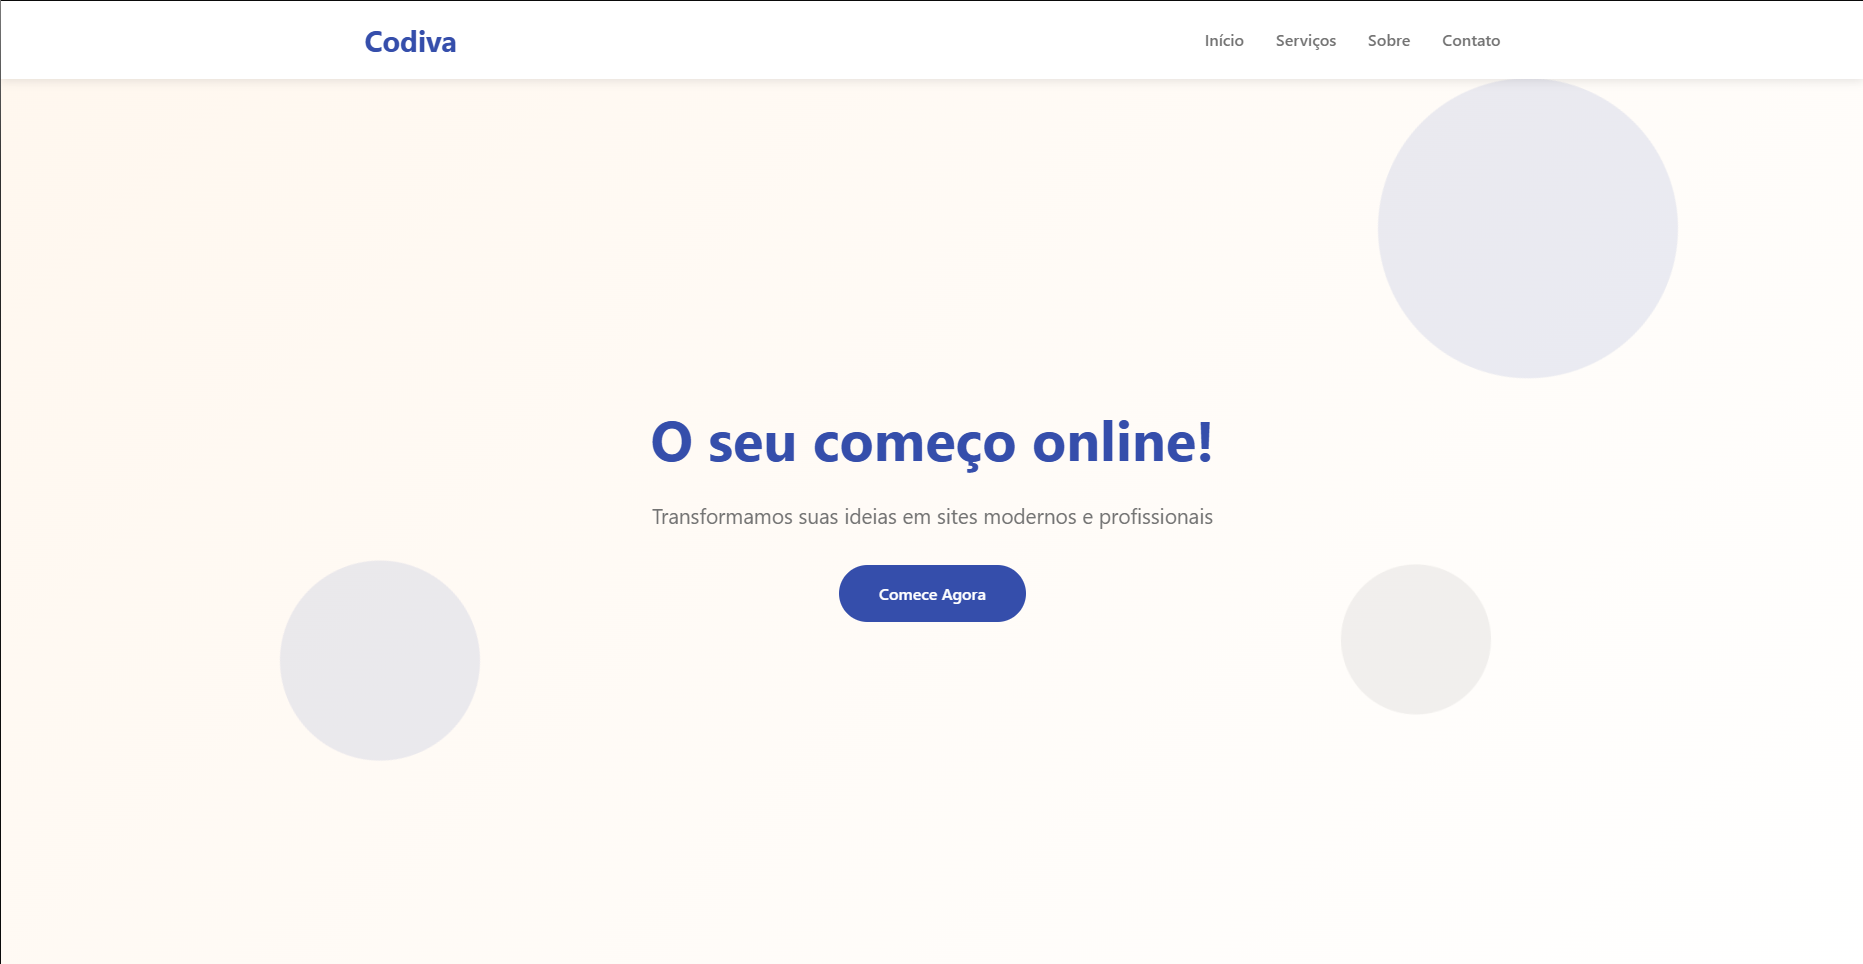 Codiva
Início Serviços Sobre Contato
O seu começo online!
Transformamos suas ideias em sites modernos e profissionais
Comece Agora